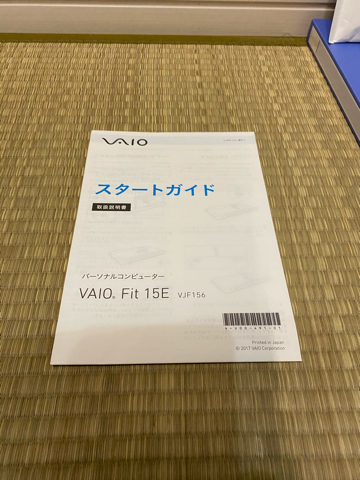 VAIO
スタートガイド
取扱説明書
パーソナルコンピューター
VAIO® Fit 15E VJF156
Printed in Japan
© 2017 VAIO Corporation